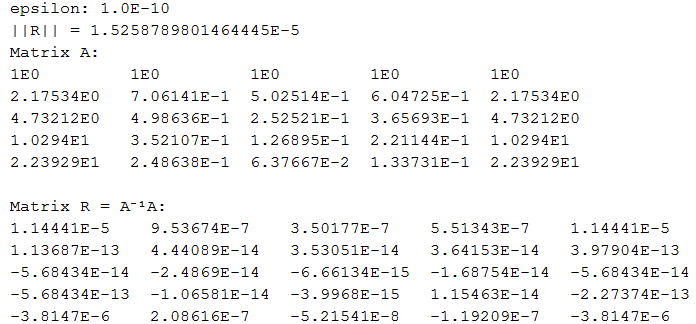 epsilon: 1.0E-10
||R|| = 1.5258789801464445E-5
Matrix A:
1E0 1E0 1E0 1E0 1E0
2.17534E0 7.06141E-1 5.02514E-1 6.04725E-1 2.17534E0
4.73212E0 4.98636E-1 2.52521E-1 3.65693E-1 4.73212E0
1.0294E1 3.52107E-1 1.26895E-1 2.21144E-1 1.0294E1
2.23929E1 2.48638E-1 6.37667E-2 1.33731E-1 2.23929E1
Matrix R = A⁻¹A:
1.14441E-5 9.53674E-7 3.50177E-7 5.51343E-7 1.14441E-5
1.13687E-13 4.44089E-14 3.53051E-14 3.64153E-14 3.97904E-13
-5.68434E-14 -2.4869E-14 -6.66134E-15 -1.68754E-14 -5.68434E-14
-5.68434E-13 -1.06581E-14 -3.9968E-15 1.15463E-14 -2.27374E-13
-3.8147E-6 2.08616E-7 -5.21541E-8 -1.19209E-7 -3.8147E-6